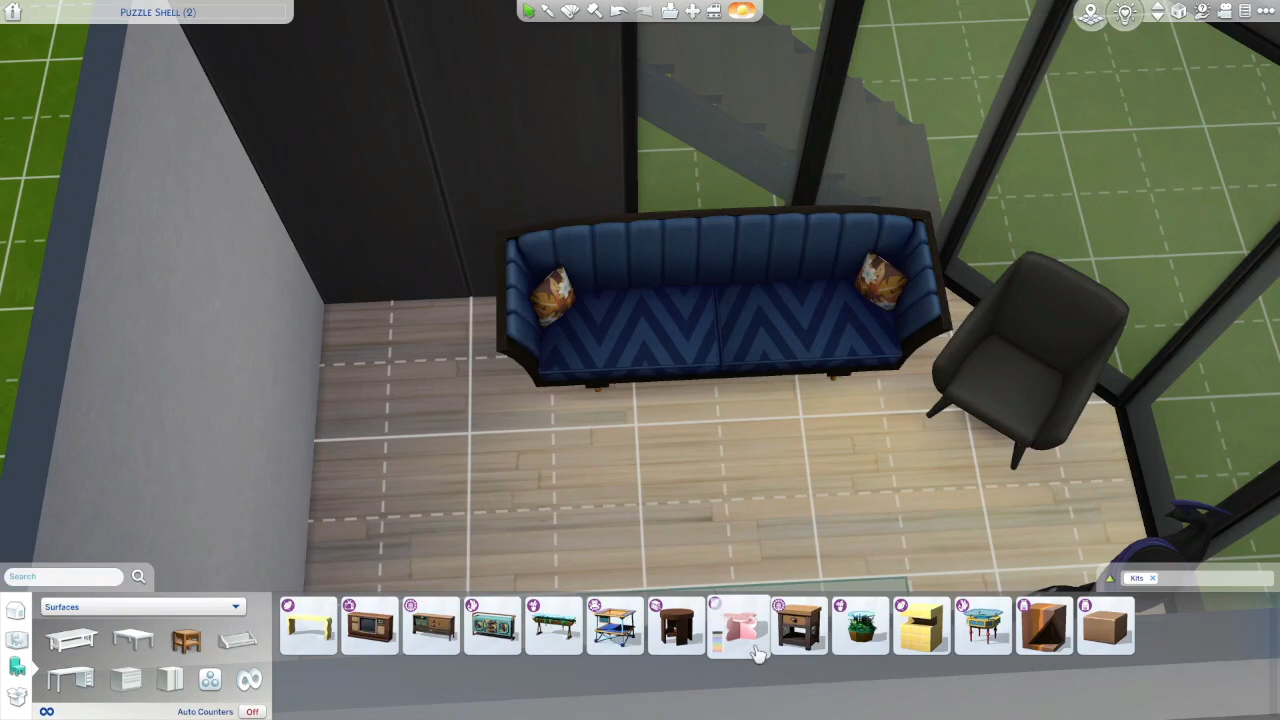 PUZZLE SHELL (2)
Search
Kits
Surfaces
Auto Counters
Off